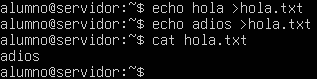 alumno@servidor:~$ echo hola >hola.txt
alumno@servidor:~$ echo adios >hola.txt
alumno@servidor:~$ cat hola.txt
adios
alumno@servidor:~$